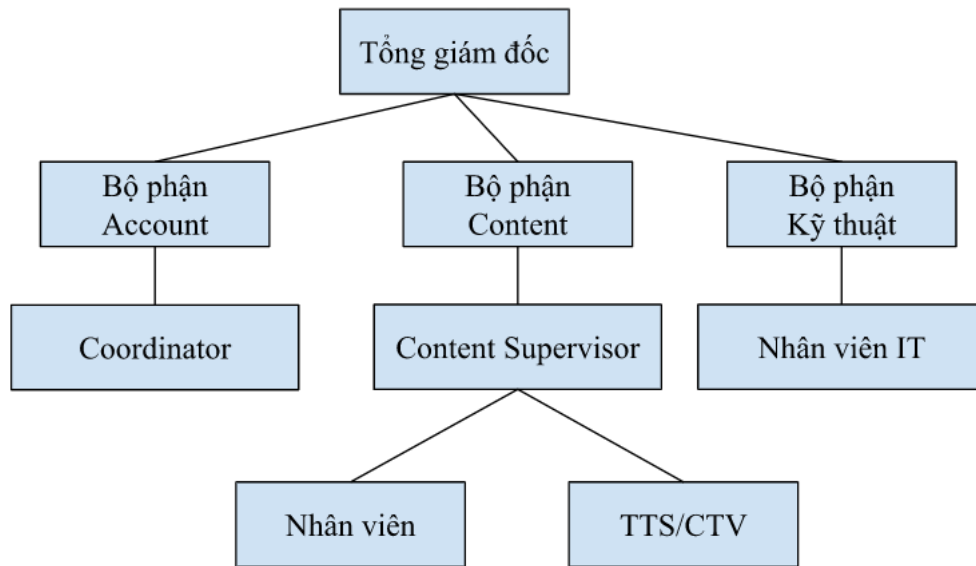 Tổng giám đốc
Bộ phận
Account
Bộ phận
Content
Bộ phận
Kỹ thuật
Coordinator
Content Supervisor
Nhân viên IT
Nhân viên
TTS/CTV